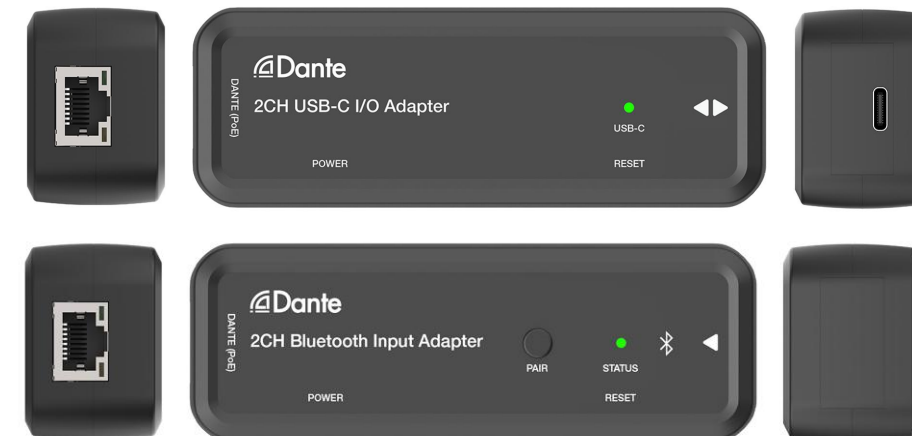 DANTE (PoE)
Dante
2CH USB-C I/O Adapter
USB-C
POWER
RESET
DANTE (PoE)
Dante
2CH Bluetooth Input Adapter
PAIR
STATUS
POWER
RESET